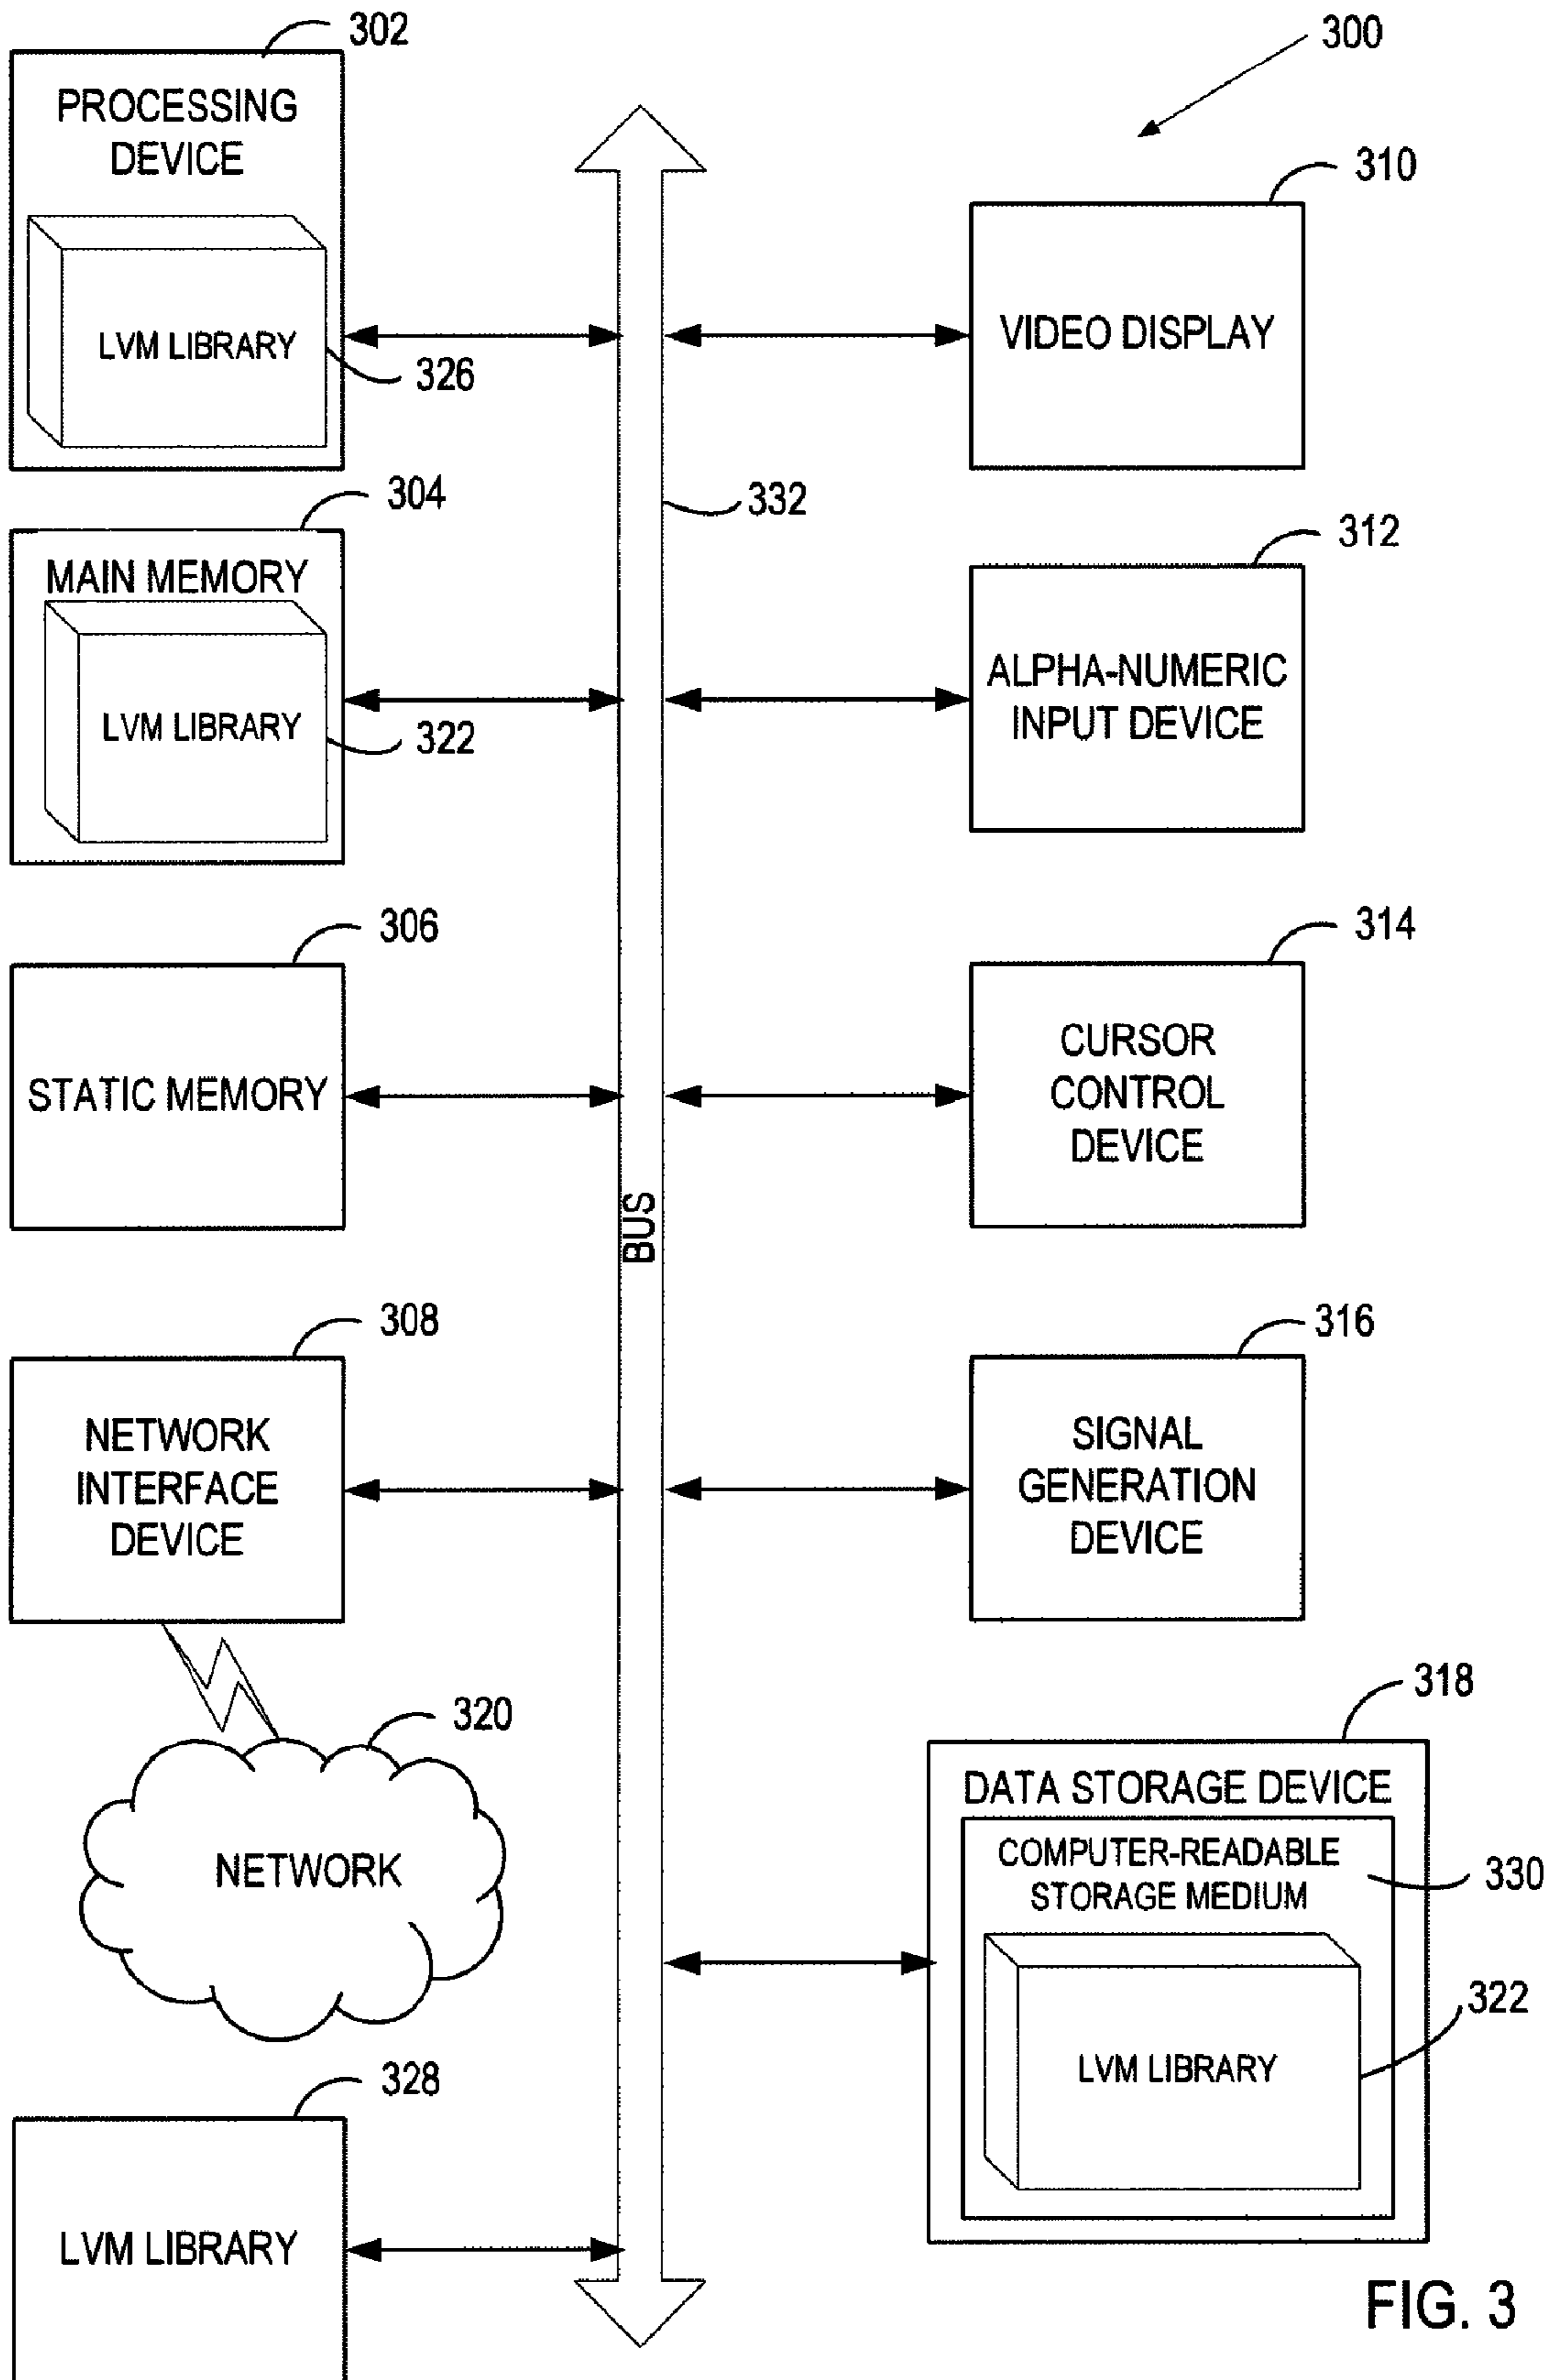 302
PROCESSING
DEVICE
LVM LIBRARY
326
304
MAIN MEMORY
LVM LIBRARY
322
306
STATIC MEMORY
308
NETWORK
INTERFACE
DEVICE
320
NETWORK
328
LVM LIBRARY
332
BUS
300
310
VIDEO DISPLAY
312
ALPHA-NUMERIC
INPUT DEVICE
314
CURSOR
CONTROL
DEVICE
316
SIGNAL
GENERATION
DEVICE
318
DATA STORAGE DEVICE
COMPUTER-READABLE
STORAGE MEDIUM
330
LVM LIBRARY
322
FIG. 3